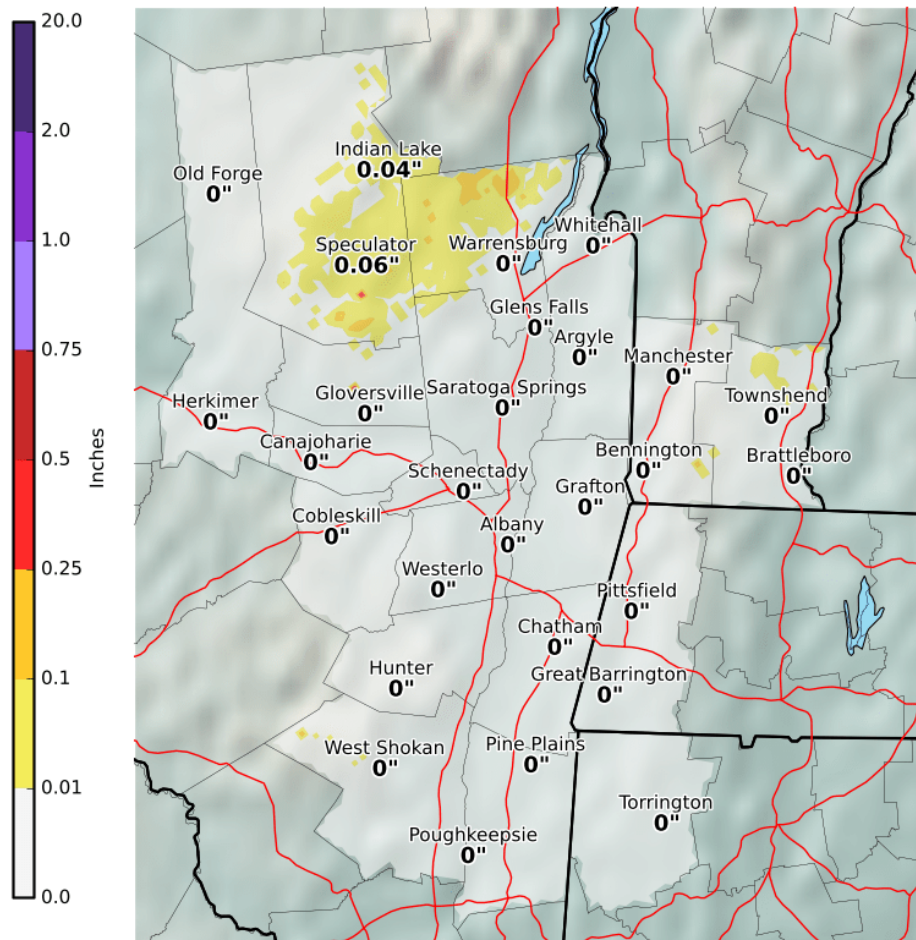 20.0
2.0
1.0
0.75
0.5
0.25
0.1
0.01
0.0
Inches
Indian Lake
0.04"
Old Forge
0"
Whitehall
0"
Speculator
0.06"
Warrensburg
0"
Glens Falls
0"
Argyle
0"
Manchester
0"
Gloversville
0"
Saratoga Springs
0"
Townshend
0"
Herkimer
0"
Canajoharie
0"
Bennington
0"
Brattleboro
0"
Schenectady
0"
Grafton
0"
Cobleskill
0"
Albany
0"
Westerlo
0"
Pittsfield
0"
Chatham
0"
Hunter
0"
Great Barrington
0"
West Shokan
0"
Pine Plains
0"
Torrington
0"
Poughkeepsie
0"